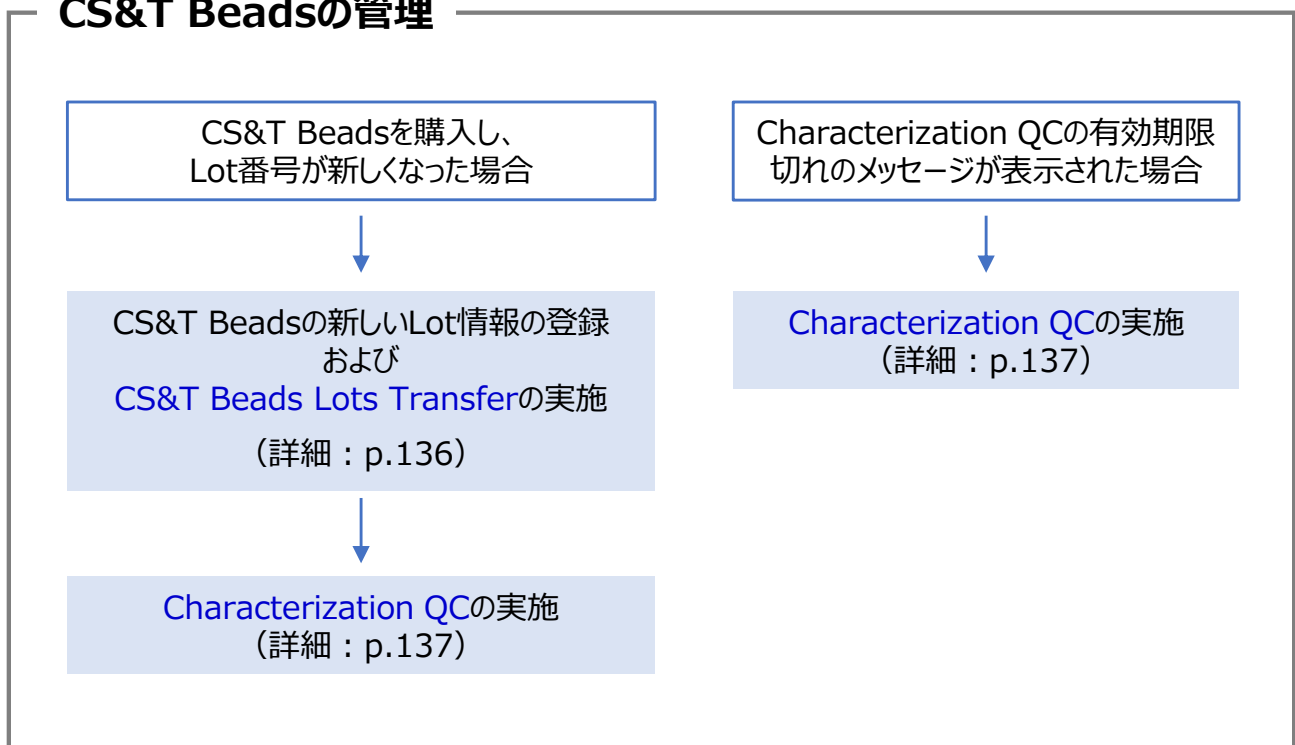 CS&T Beadsの管理
CS&T Beadsを購入し、
Lot番号が新しくなった場合
CS&T Beadsの新しいLot情報の登録
および
CS&T Beads Lots Transferの実施
（詳細：p.136）
Characterization QCの実施
（詳細：p.137）
Characterization QCの有効期限
切れのメッセージが表示された場合
Characterization QCの実施
（詳細：p.137）